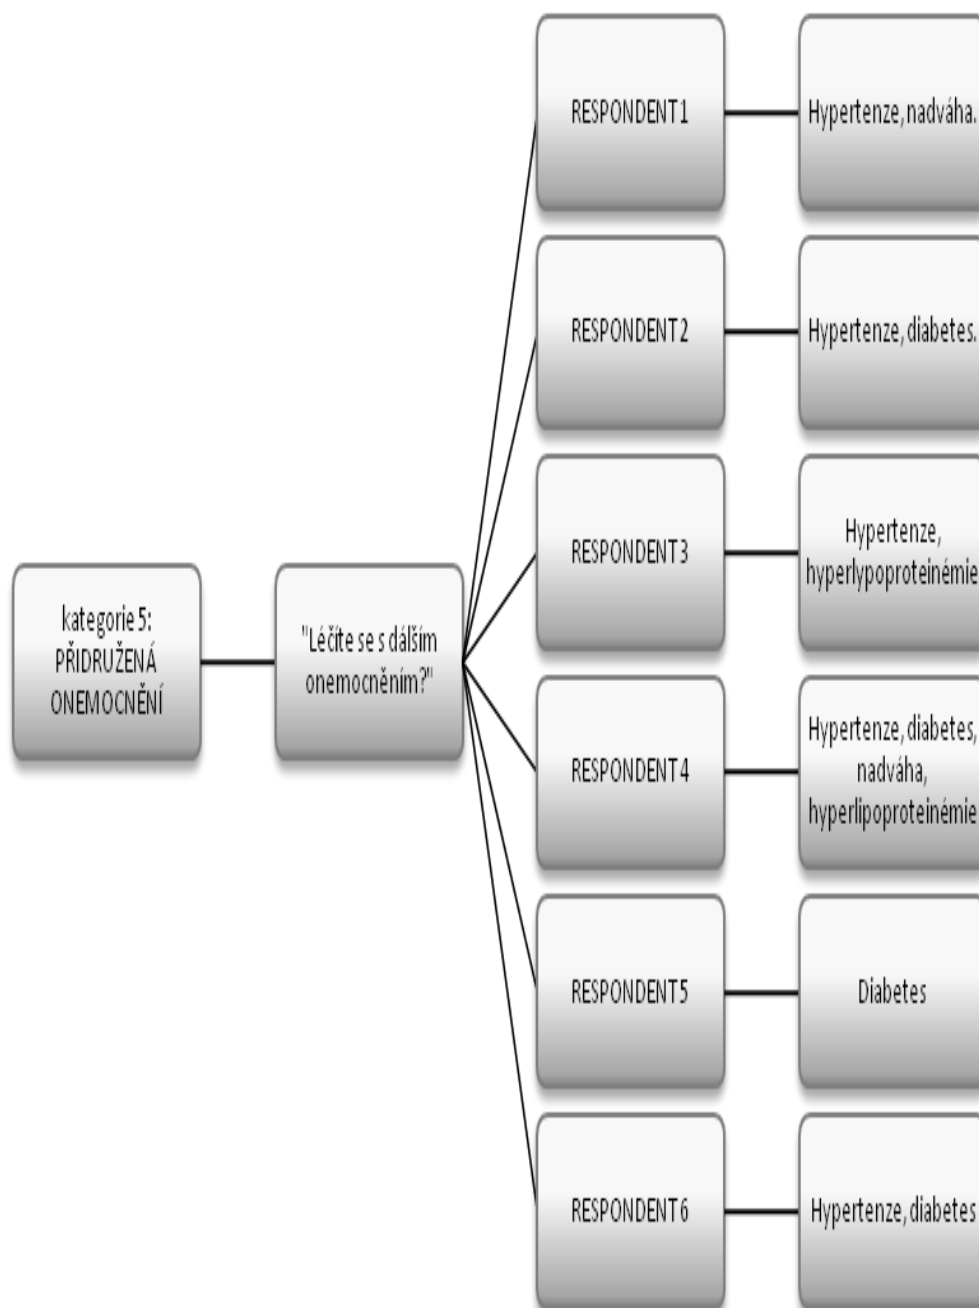 kategorie 5:
PŘIDRUŽENÁ
ONEMOCNĚNÍ
"Léčíte se s dálším
onemocněním?"
RESPONDENT 1
Hypertenze, nadváha.
RESPONDENT 2
Hypertenze, diabetes.
RESPONDENT 3
Hypertenze,
hyperlypoproteinémie
RESPONDENT 4
Hypertenze, diabetes,
nadváha,
hyperlipoproteinémie
RESPONDENT 5
Diabetes
RESPONDENT 6
Hypertenze, diabetes